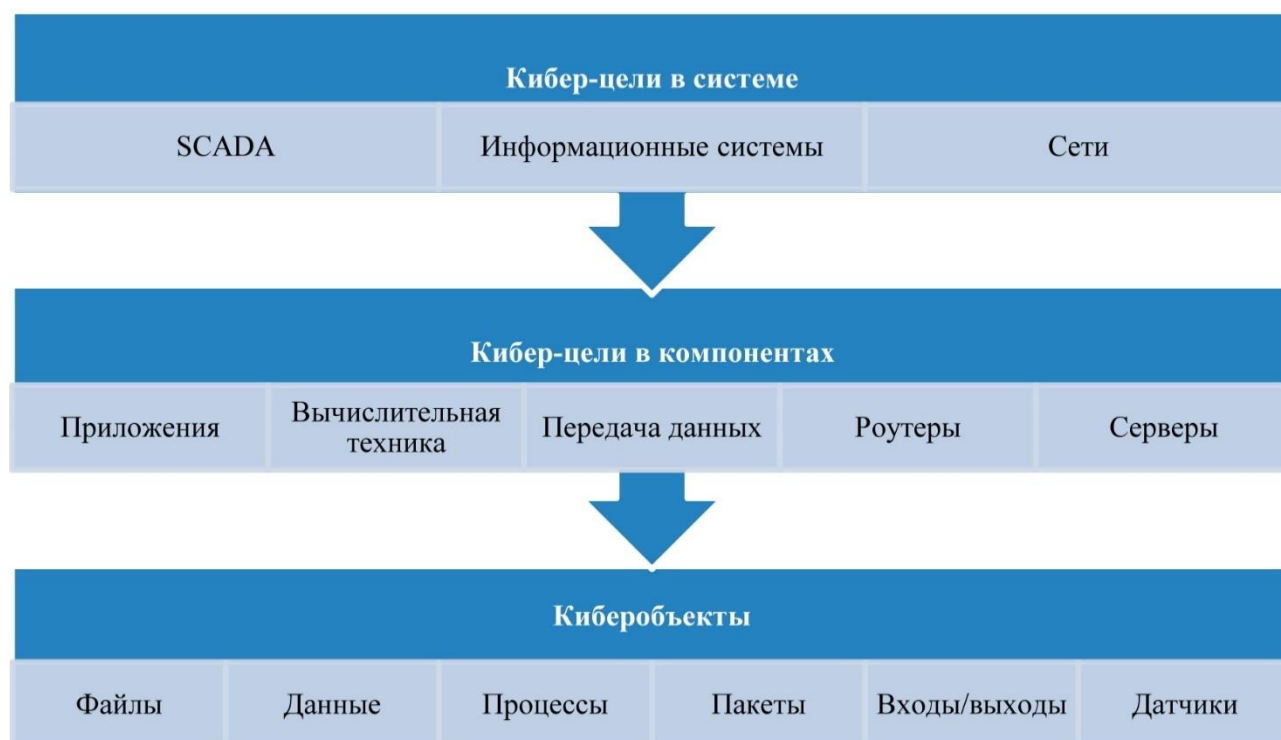 Кибер-цели в системе
SCADA
Информационные системы
Сети
Кибер-цели в компонентах
Приложения
Вычислительная
техника
Передача данных
Роутеры
Серверы
Киберобъекты
Файлы
Данные
Процессы
Пакеты
Входы/выходы
Датчики